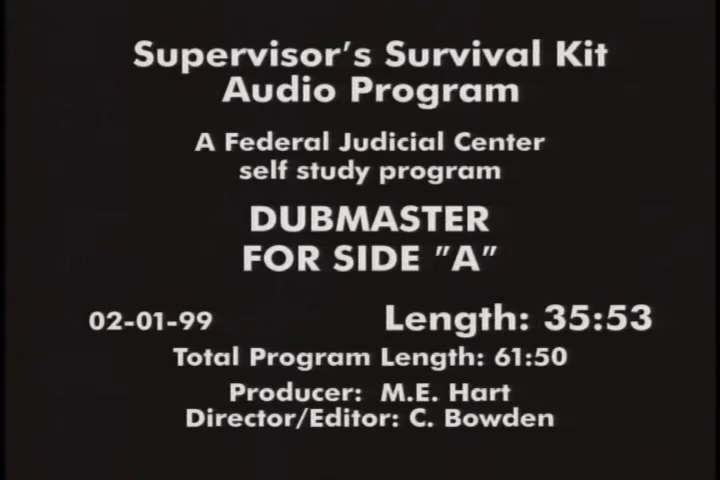 Supervisor's Survival Kit
Audio Program
A Federal Judicial Center
self study program
DUBMASTER
FOR SIDE "A"
02-01-99 Length: 35:53
Total Program Length: 61:50
Producer: M.E. Hart
Director/Editor: C. Bowden